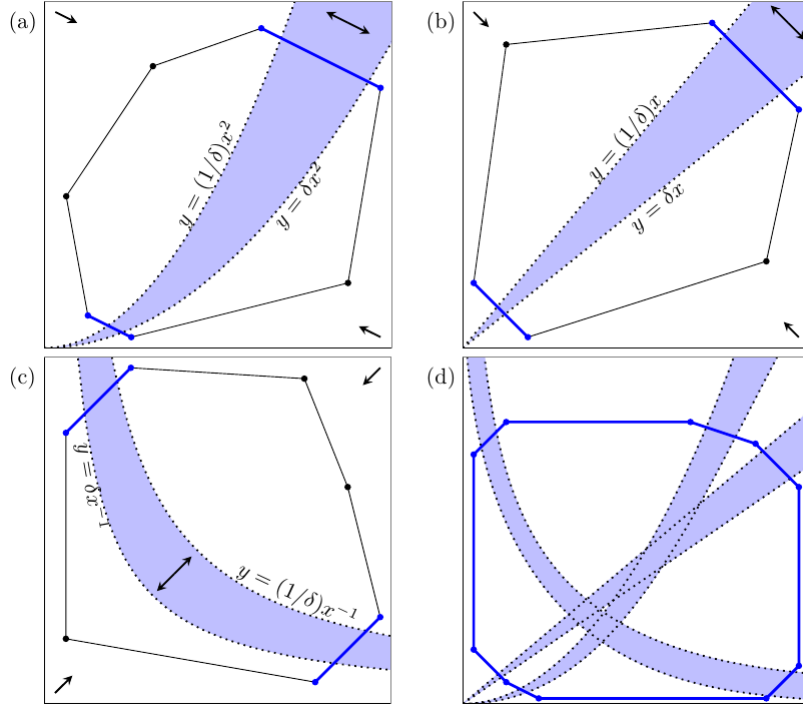 (a)
y = (1/δ)x²
y = δx²
(b)
y = (1/δ)x
y = δx
(c)
y = δx⁻¹
y = (1/δ)x⁻¹
(d)